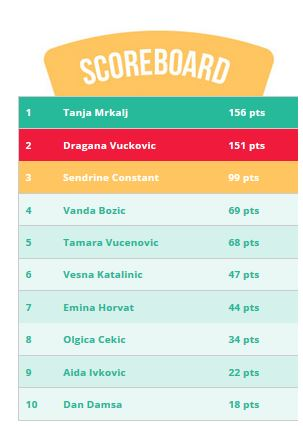 SCOREBOARD
1 Tanja Mrkalj 156 pts
2 Dragana Vuckovic 151 pts
3 Sendrine Constant 99 pts
4 Vanda Bozic 69 pts
5 Tamara Vucenovic 68 pts
6 Vesna Katalinic 47 pts
7 Emina Horvat 44 pts
8 Olgica Cekic 34 pts
9 Aida Ivkovic 22 pts
10 Dan Damsa 18 pts